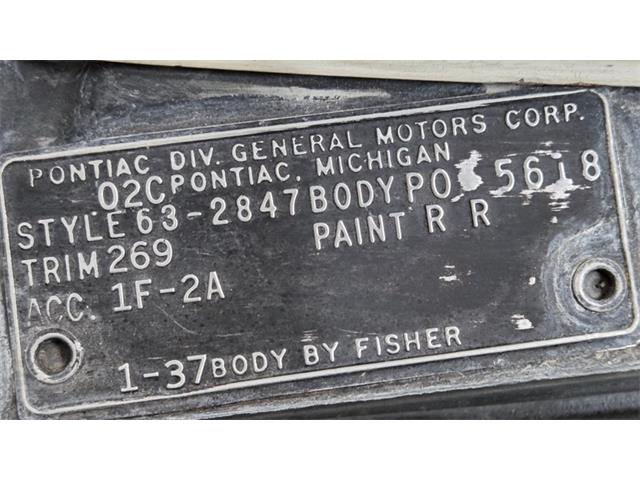 PONTIAC DIV. GENERAL MOTORS CORP.
02C PONTIAC, MICHIGAN
STYLE 63-2847 BODY PO 5618
TRIM 269 PAINT R R
ACC. 1F-2A
1-37 BODY BY FISHER